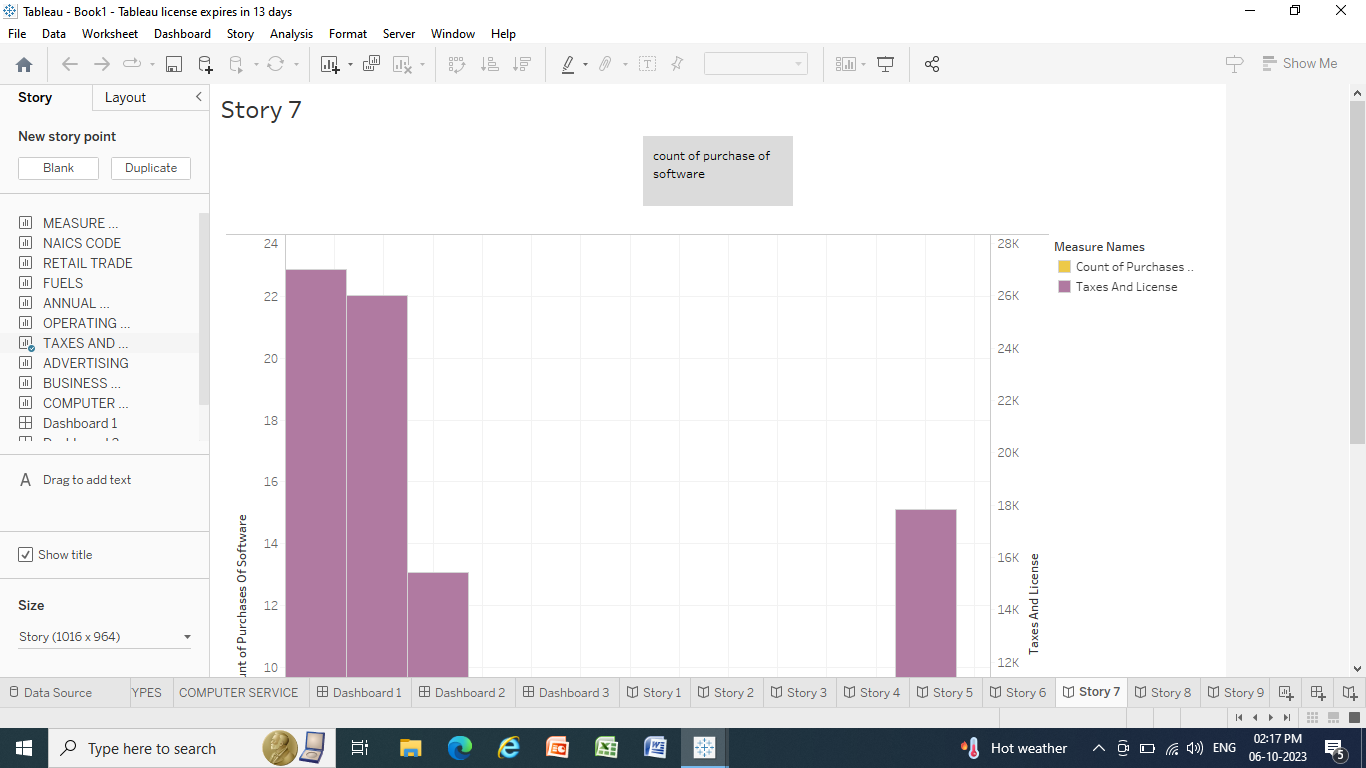 Tableau - Book1 - Tableau license expires in 13 days
File Data Worksheet Dashboard Story Analysis Format Server Window Help
Show Me
Story Layout
New story point
Blank Duplicate
MEASURE ...
NAICS CODE
RETAIL TRADE
FUELS
ANNUAL ...
OPERATING ...
TAXES AND ...
ADVERTISING
BUSINESS ...
COMPUTER ...
Dashboard 1
A Drag to add text
Show title
Size
Story (1016 x 964)
Story 7
count of purchase of
software
24
22
20
18
16
14
12
10
unt of Purchases Of Software
28K
26K
24K
22K
20K
18K
16K
14K
12K
Taxes And License
Measure Names
Count of Purchases ..
Taxes And License
Data Source YPES COMPUTER SERVICE Dashboard 1 Dashboard 2 Dashboard 3 Story 1 Story 2 Story 3 Story 4 Story 5 Story 6 Story 7 Story 8 Story 9
Type here to search
Hot weather
ENG
02:17 PM
06-10-2023
5